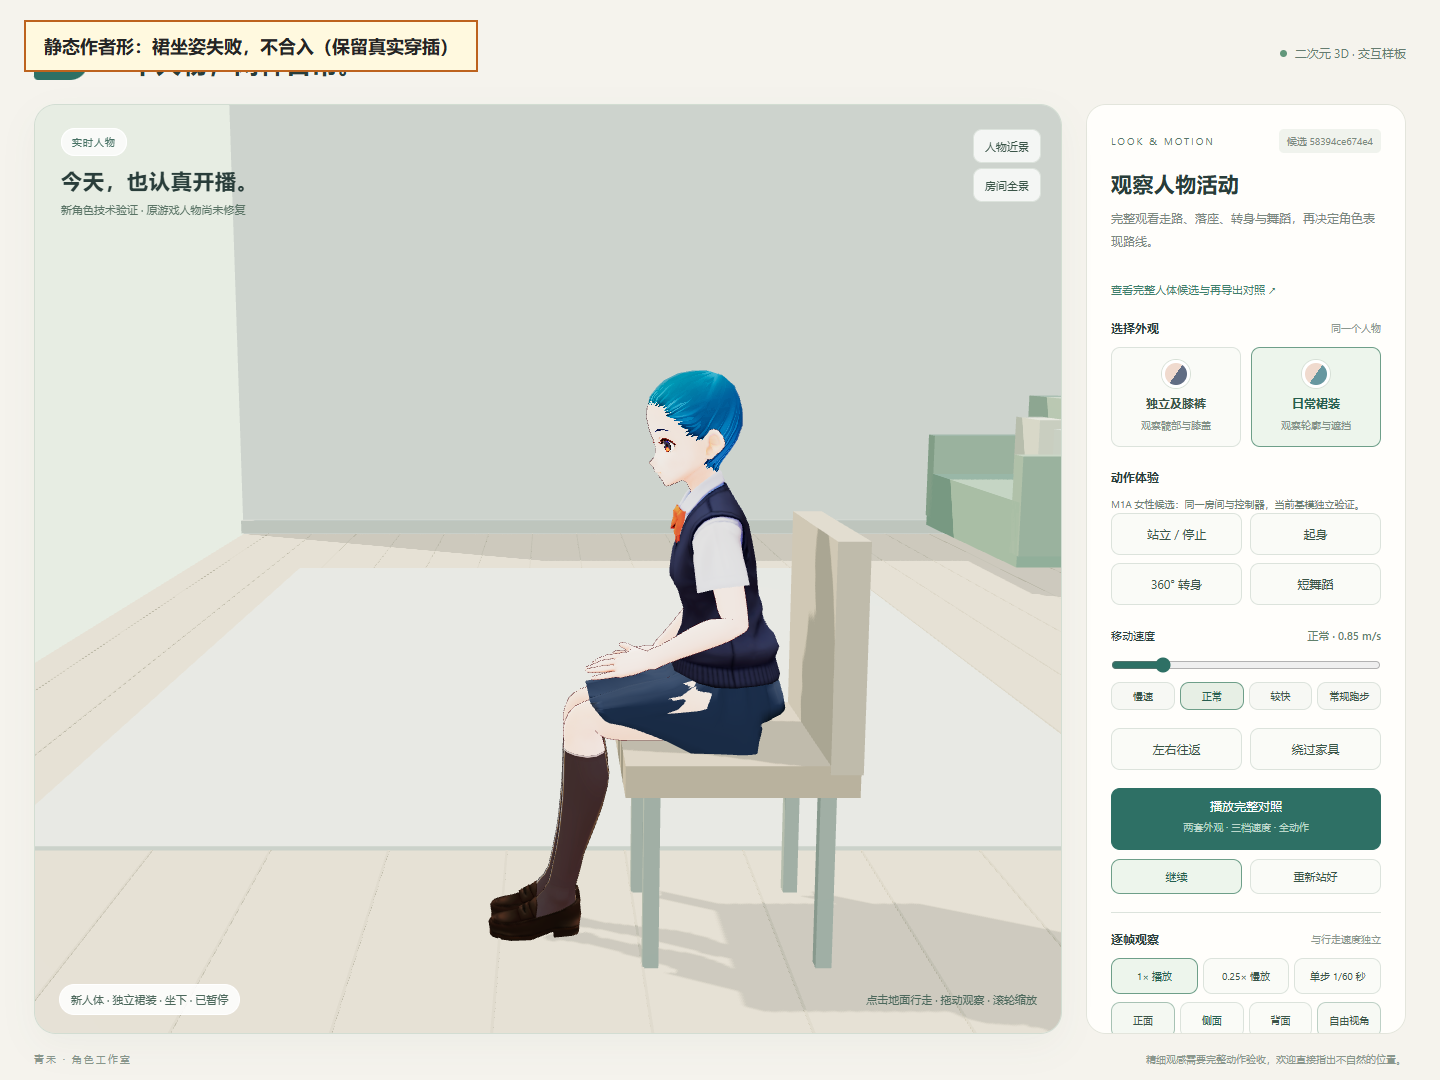 静态作者形：裙坐姿失败，不合入（保留真实穿插）
二次元 3D · 交互样板
实时人物
今天，也认真开播。
新角色技术验证 · 原游戏人物尚未修复
人物近景
房间全景
新人体 · 独立裙装 · 坐下 · 已暂停
点击地面行走 · 拖动观察 · 滚轮缩放
LOOK & MOTION
候选 58394ce674e4
观察人物活动
完整观看走路、落座、转身与舞蹈，再决定角色表
现路线。
查看完整人体候选与再导出对照 ↗
选择外观
同一个人物
独立及膝裤
观察髋部与膝盖
日常裙装
观察轮廓与遮挡
动作体验
M1A 女性候选：同一房间与控制器，当前基模独立验证。
站立 / 停止
起身
360° 转身
短舞蹈
移动速度
正常 · 0.85 m/s
慢速
正常
较快
常规跑步
左右往返
绕过家具
播放完整对照
两套外观 · 三档速度 · 全动作
继续
重新站好
逐帧观察
与行走速度独立
1× 播放
0.25× 慢放
单步 1/60 秒
正面
侧面
背面
自由视角
青禾 · 角色工作室
精细观感需要完整动作验收，欢迎直接指出不自然的位置。